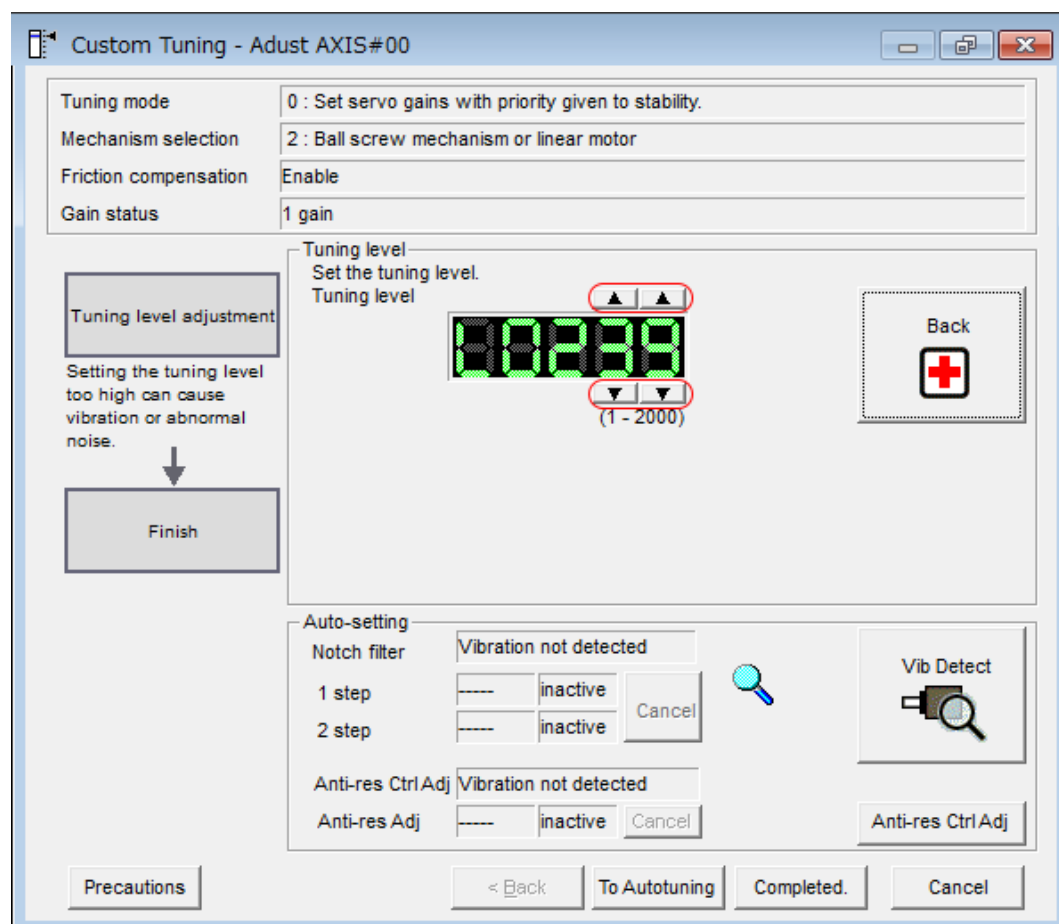 Custom Tuning - Adust AXIS#00
Tuning mode 0 : Set servo gains with priority given to stability.
Mechanism selection 2 : Ball screw mechanism or linear motor
Friction compensation Enable
Gain status 1 gain
Tuning level
Set the tuning level.
Tuning level
L0239
(1 - 2000)
Back
Tuning level adjustment
Setting the tuning level
too high can cause
vibration or abnormal
noise.
Finish
Auto-setting
Notch filter Vibration not detected
1 step ----- inactive
Cancel
2 step ----- inactive
Anti-res Ctrl Adj Vibration not detected
Anti-res Adj ----- inactive Cancel
Vib Detect
Anti-res Ctrl Adj
Precautions < Back To Autotuning Completed. Cancel